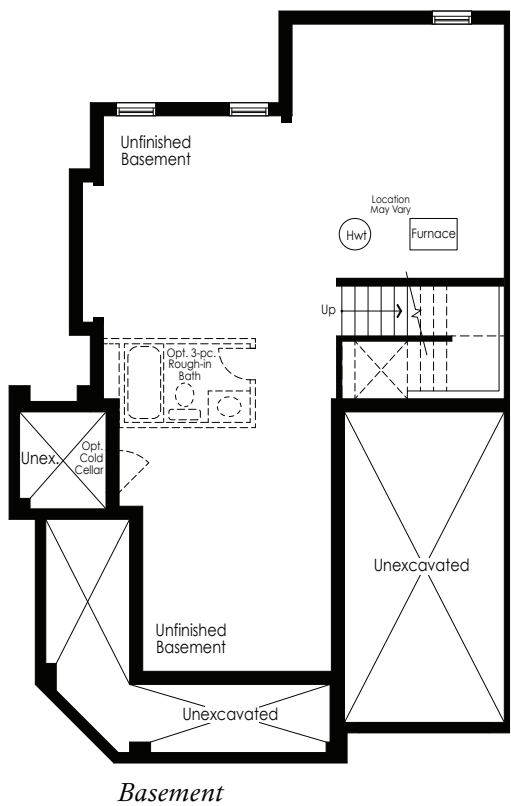 Unfinished
Basement
Location
May Vary
Hwt
Furnace
Up
Opt. 3-pc.
Rough-in
Bath
Unex.
Opt.
Cold
Cellar
Unexcavated
Unfinished
Basement
Unexcavated
Basement